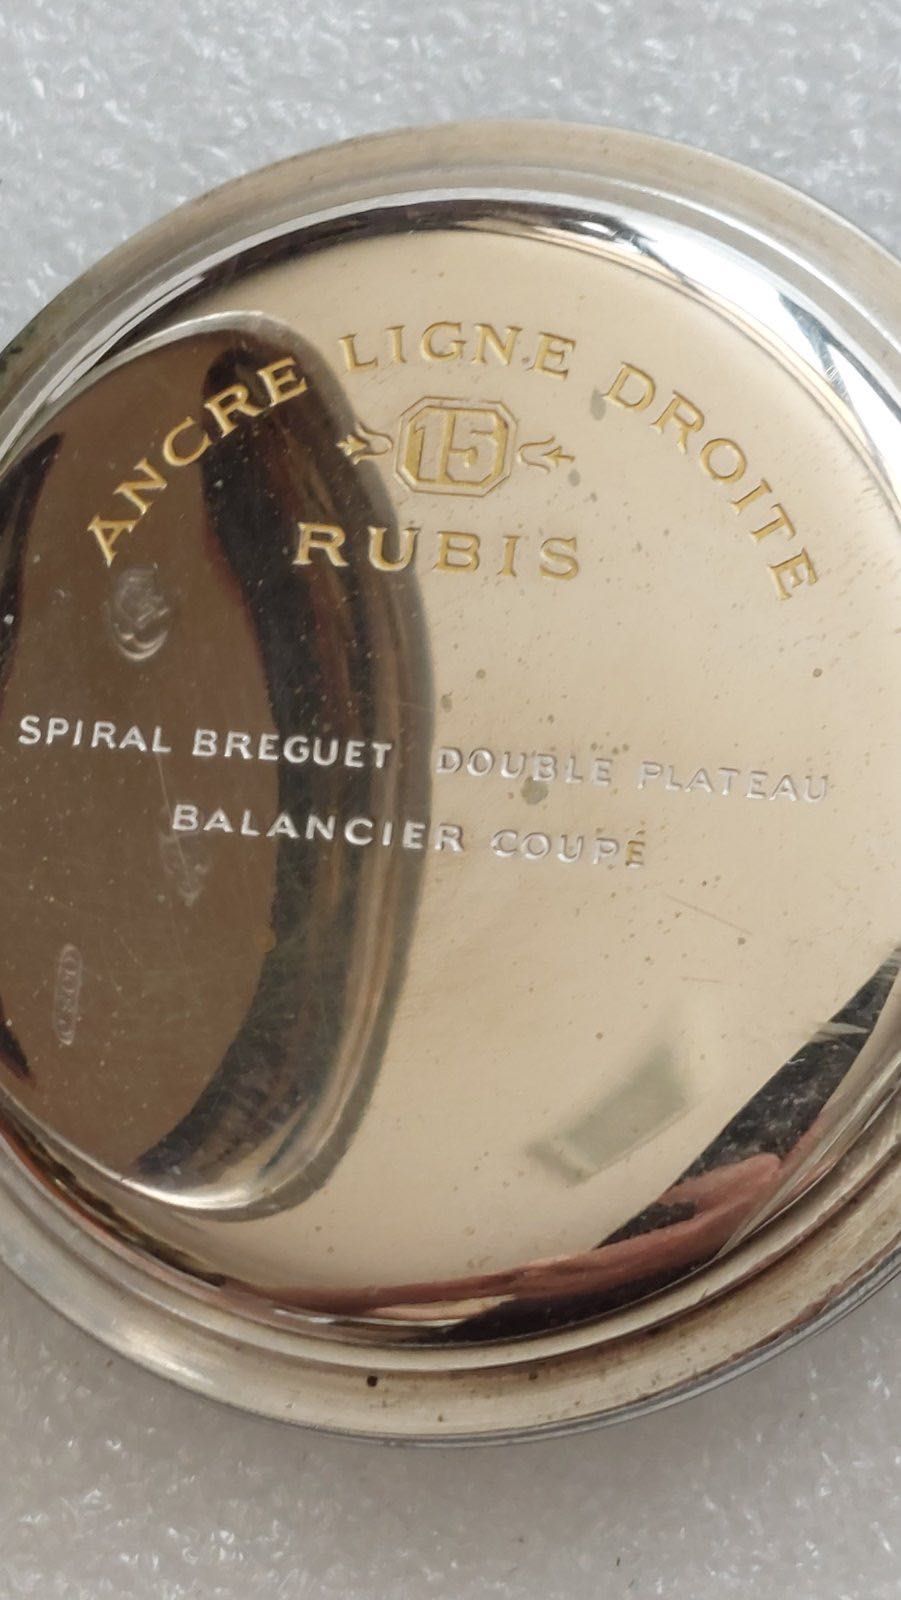 ANCRE LIGNE DROITE
15
RUBIS
SPIRAL BREGUET DOUBLE PLATEAU
BALANCIER COUPÉ